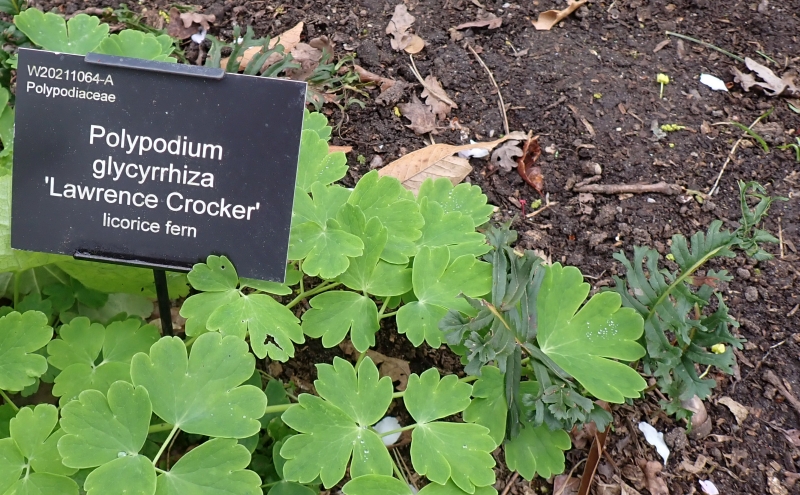 W20211064-A
Polypodiaceae
Polypodium
glycyrrhiza
'Lawrence Crocker'
licorice fern